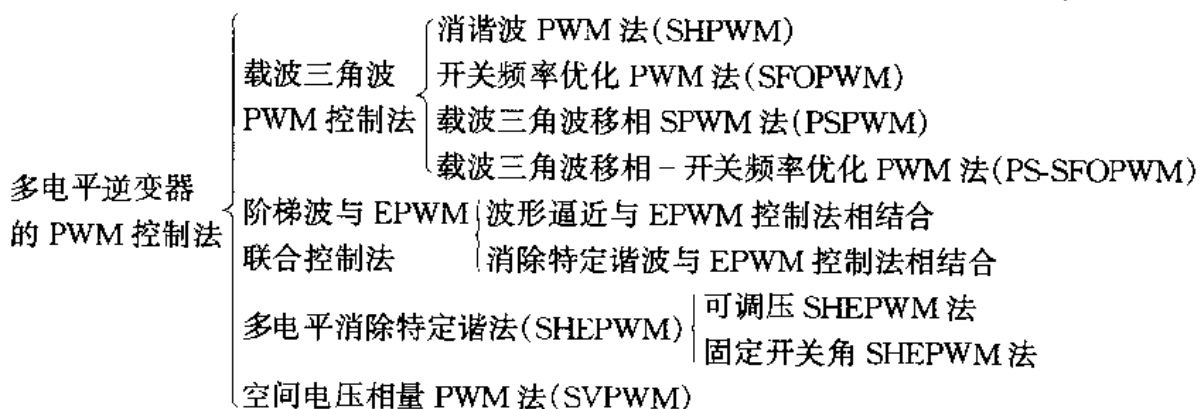 多电平逆变器
的 PWM 控制法
载波三角波
PWM 控制法
消谐波 PWM 法(SHPWM)
开关频率优化 PWM 法(SFOPWM)
载波三角波移相 SPWM 法(PSPWM)
载波三角波移相－开关频率优化 PWM 法(PS-SFOPWM)
阶梯波与 EPWM
联合控制法
波形逼近与 EPWM 控制法相结合
消除特定谐波与 EPWM 控制法相结合
多电平消除特定谐法(SHEPWM)
可调压 SHEPWM 法
固定开关角 SHEPWM 法
空间电压相量 PWM 法(SVPWM)